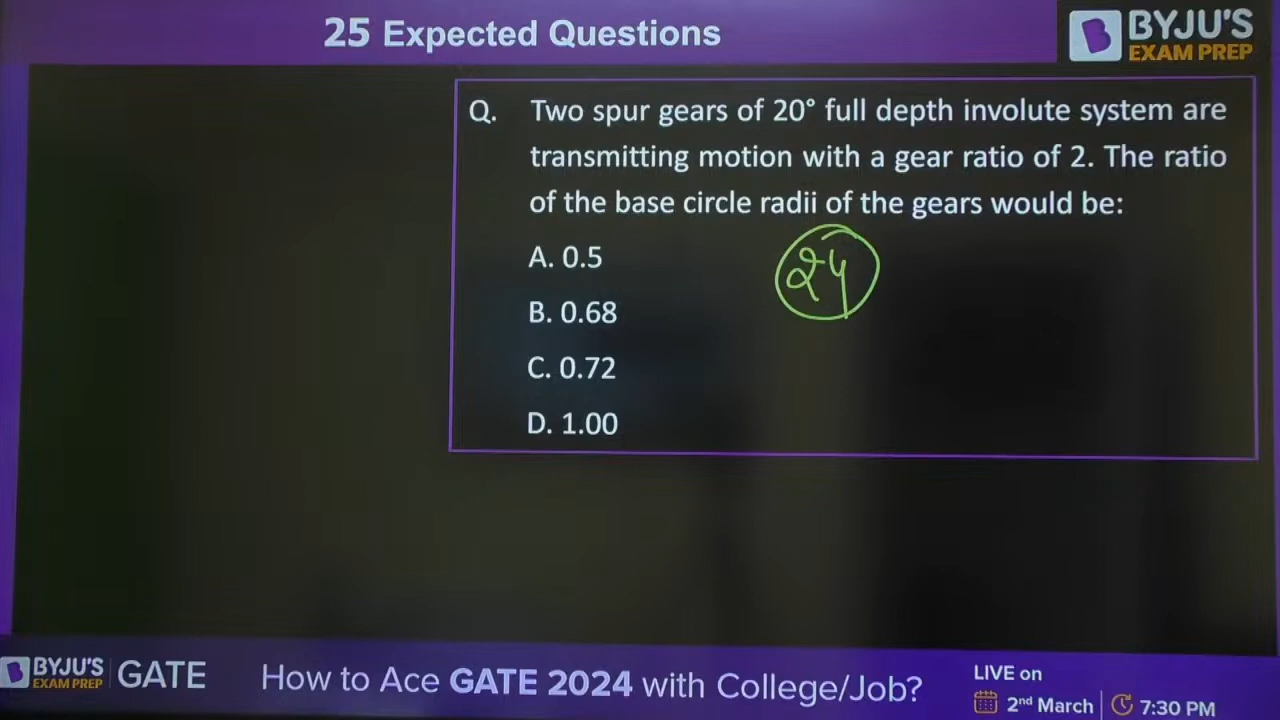 25 Expected Questions
BYJU'S
EXAM PREP
Q. Two spur gears of 20° full depth involute system are
transmitting motion with a gear ratio of 2. The ratio
of the base circle radii of the gears would be:
24
A. 0.5
B. 0.68
C. 0.72
D. 1.00
BYJU'S
EXAM PREP
GATE
How to Ace GATE 2024 with College/Job?
LIVE on
2nd March
7:30 PM